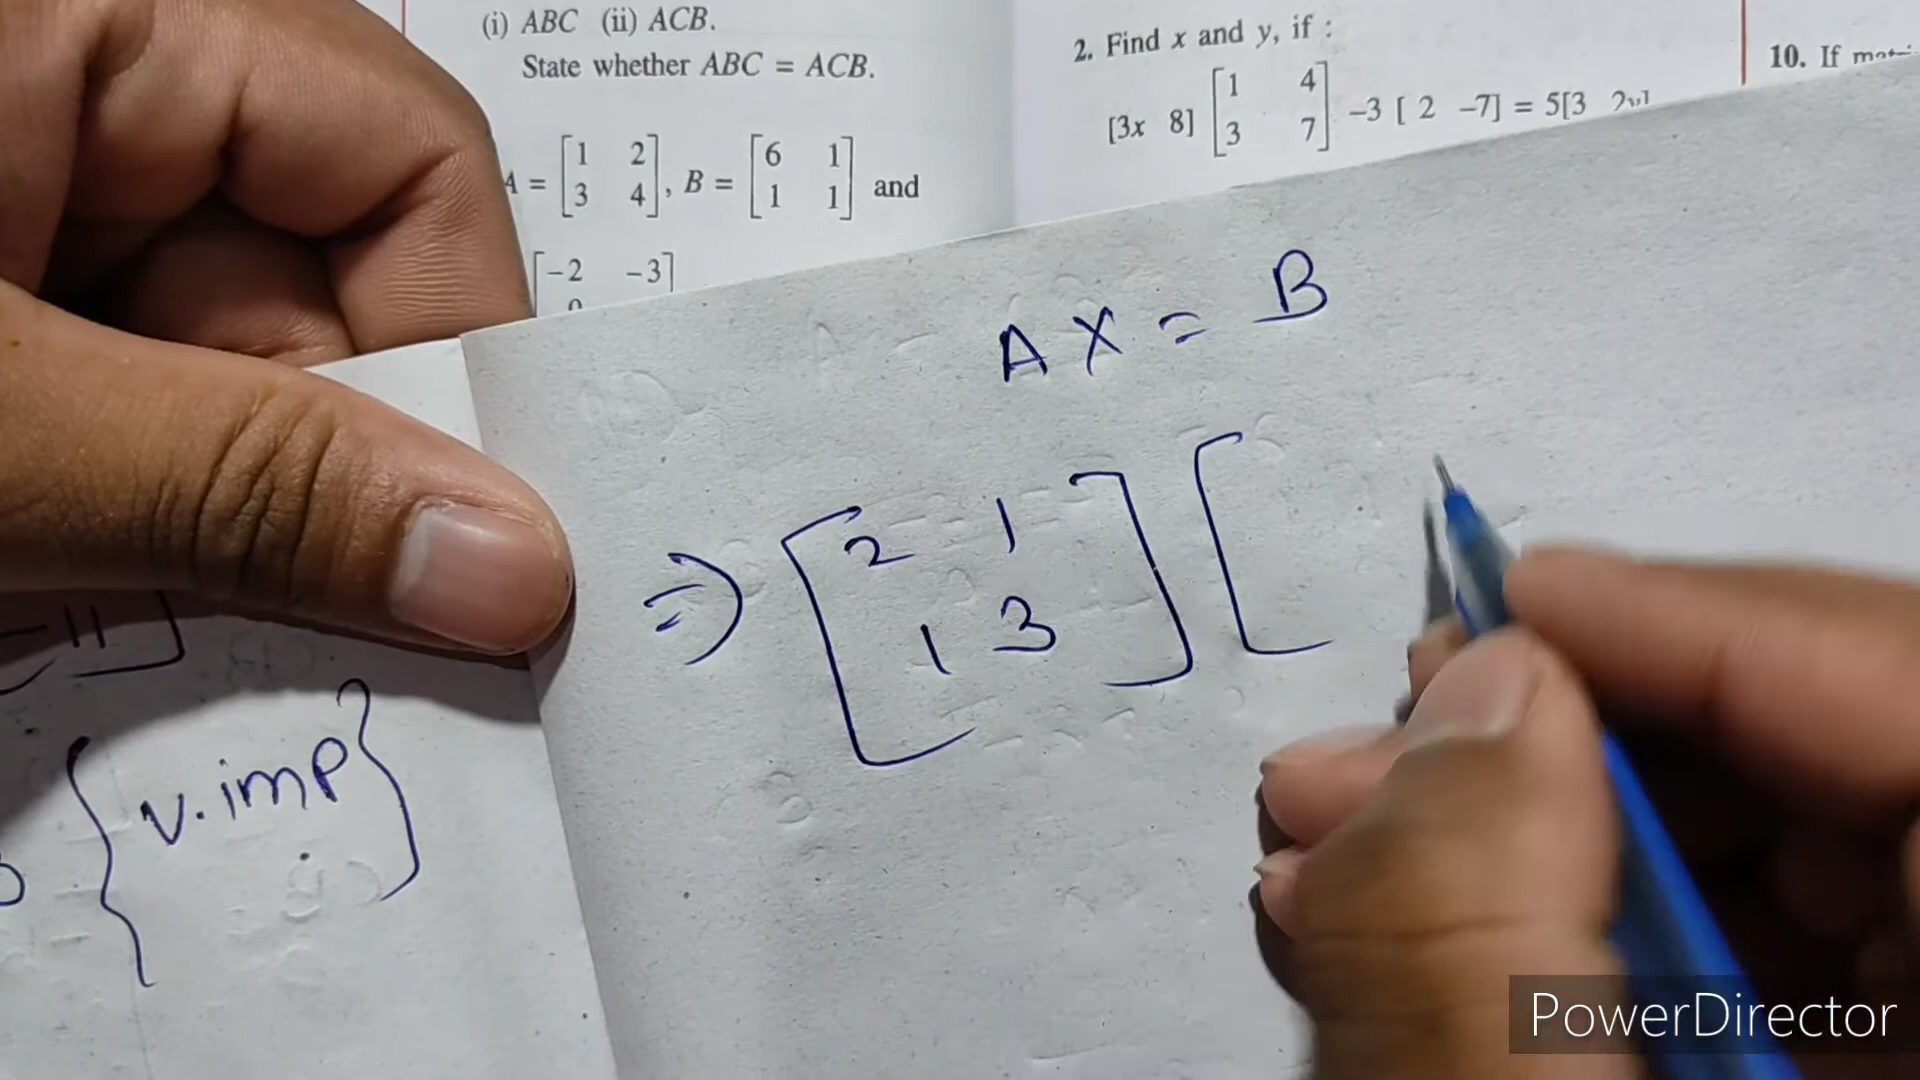 (i) ABC (ii) ACB.
State whether ABC = ACB.
A = [1 2
3 4], B = [6 1
1 1] and
[-2 -3]
2. Find x and y, if :
[3x 8] [1 4
3 7] -3 [ 2 -7] = 5[3 2y]
10. If
AX = B
⇒ [2 1
1 3] [
-11]
{v.imp}
PowerDirector